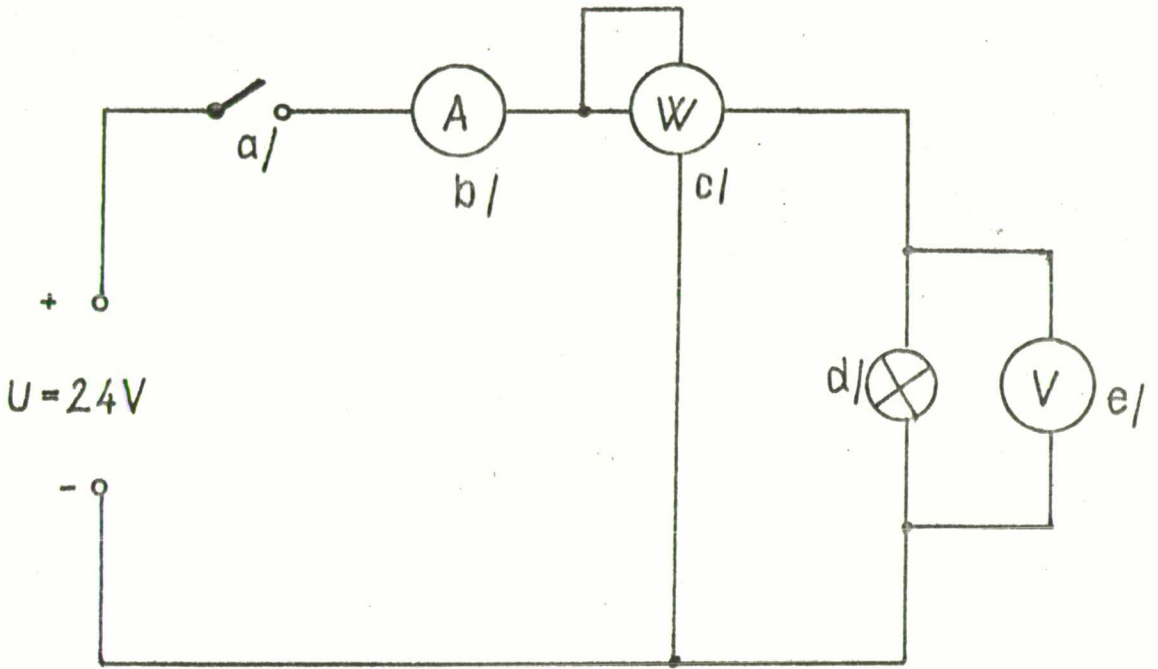 A
W
a/
b/
c/
+
U = 24V
-
d/
V
e/